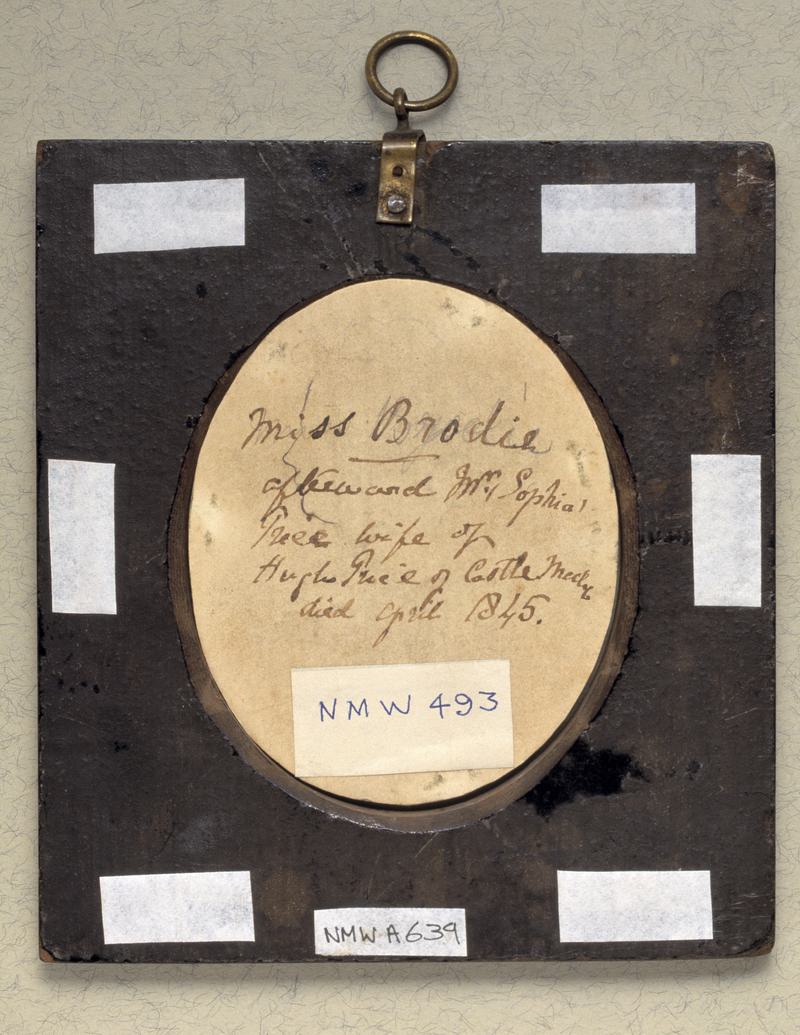 Miss Brodie
afterward Mrs Sophia
Price wife of
Hugh Price of Castle Madoc
died april 1845.
NMW 493
NMW A 639